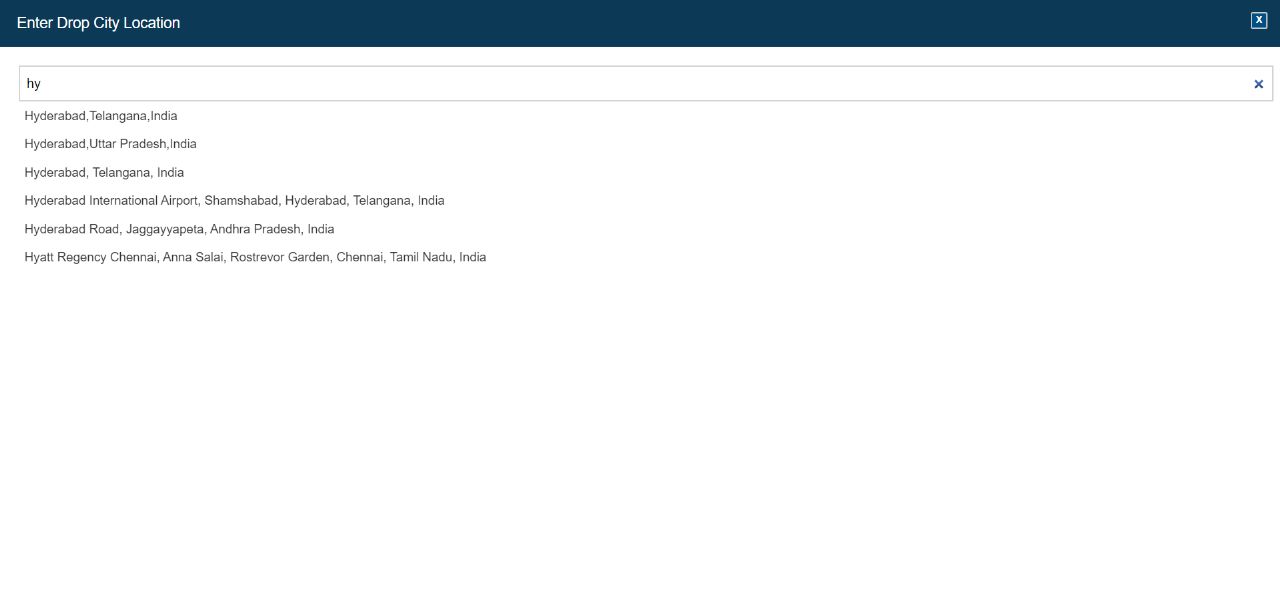 Enter Drop City Location
x
hy
×
Hyderabad,Telangana,India
Hyderabad,Uttar Pradesh,India
Hyderabad, Telangana, India
Hyderabad International Airport, Shamshabad, Hyderabad, Telangana, India
Hyderabad Road, Jaggayyapeta, Andhra Pradesh, India
Hyatt Regency Chennai, Anna Salai, Rostrevor Garden, Chennai, Tamil Nadu, India